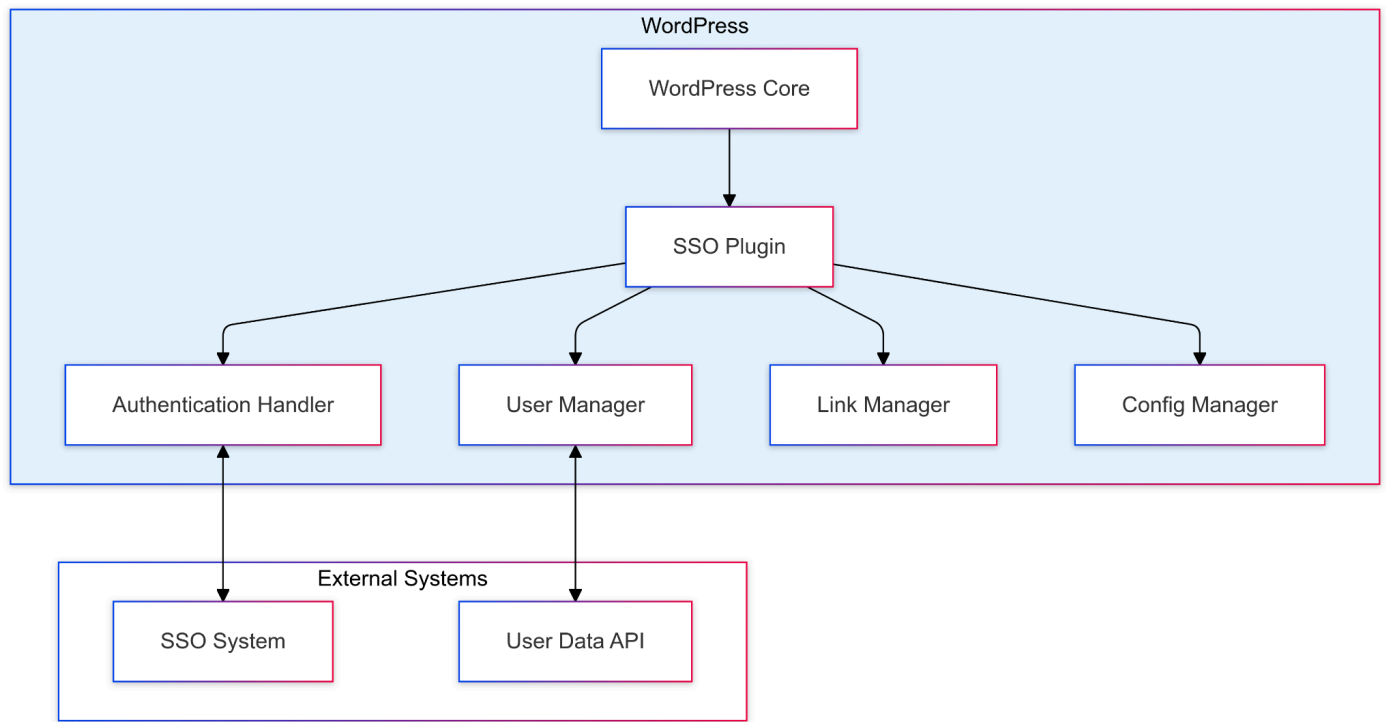 WordPress
WordPress Core
SSO Plugin
Authentication Handler
User Manager
Link Manager
Config Manager
External Systems
SSO System
User Data API